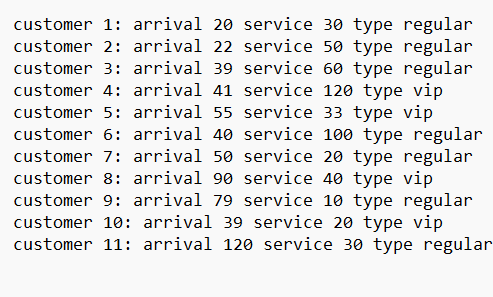 customer 1: arrival 20 service 30 type regular
customer 2: arrival 22 service 50 type regular
customer 3: arrival 39 service 60 type regular
customer 4: arrival 41 service 120 type vip
customer 5: arrival 55 service 33 type vip
customer 6: arrival 40 service 100 type regular
customer 7: arrival 50 service 20 type regular
customer 8: arrival 90 service 40 type vip
customer 9: arrival 79 service 10 type regular
customer 10: arrival 39 service 20 type vip
customer 11: arrival 120 service 30 type regular